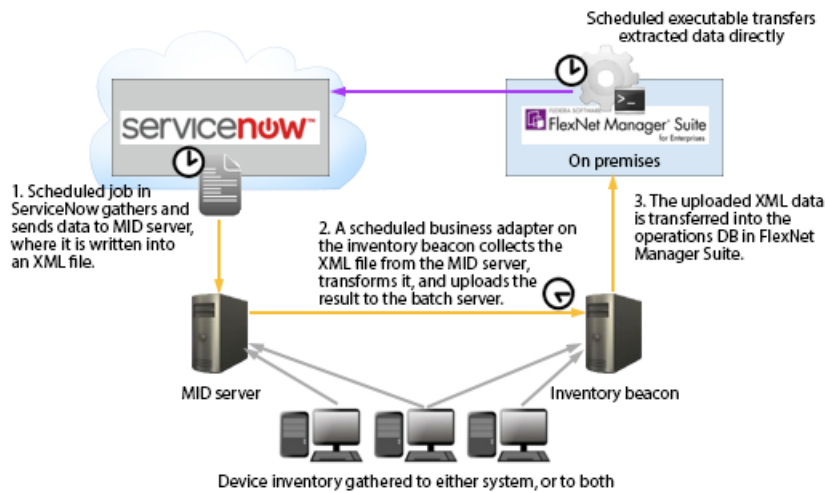 Scheduled executable transfers
extracted data directly
servicenow™
>_
FLEXERA SOFTWARE
FlexNet Manager® Suite
for Enterprises
On premises
1. Scheduled job in
ServiceNow gathers and
sends data to MID server,
where it is written into
an XML file.
2. A scheduled business adapter on
the inventory beacon collects the
XML file from the MID server,
transforms it, and uploads the
result to the batch server.
3. The uploaded XML data
is transferred into the
operations DB in FlexNet
Manager Suite.
MID server
Inventory beacon
Device inventory gathered to either system, or to both